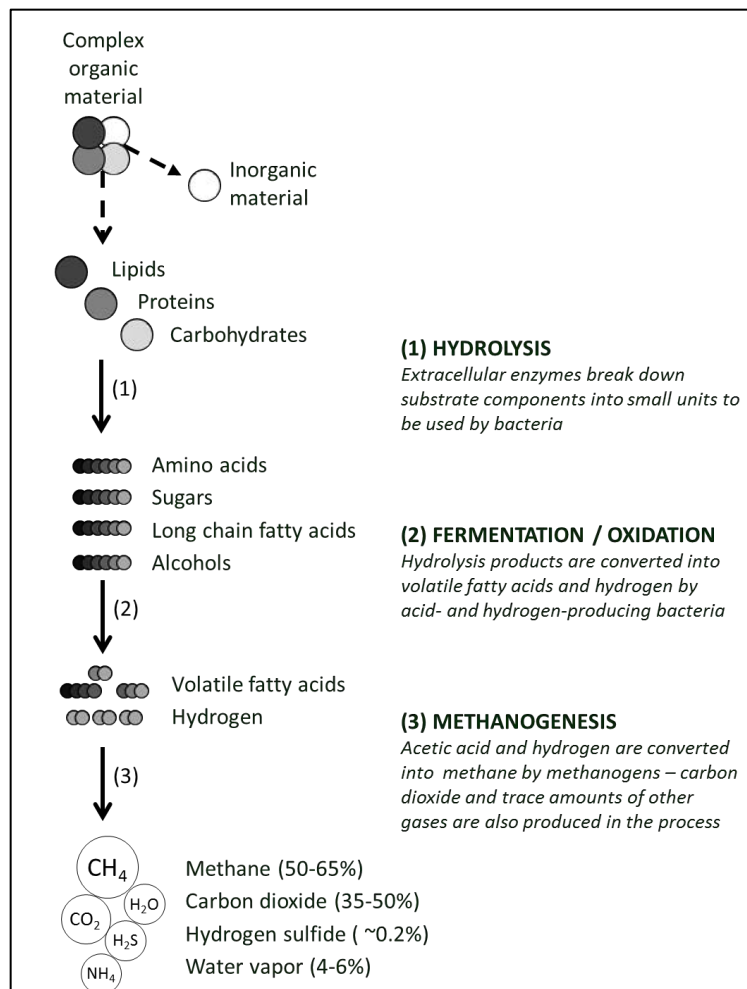 Complex
organic
material
Inorganic
material
Lipids
Proteins
Carbohydrates
(1) HYDROLYSIS
Extracellular enzymes break down
substrate components into small units to
be used by bacteria
(1)
Amino acids
Sugars
Long chain fatty acids
Alcohols
(2) FERMENTATION / OXIDATION
Hydrolysis products are converted into
volatile fatty acids and hydrogen by
acid- and hydrogen-producing bacteria
(2)
Volatile fatty acids
Hydrogen
(3) METHANOGENESIS
Acetic acid and hydrogen are converted
into methane by methanogens – carbon
dioxide and trace amounts of other
gases are also produced in the process
(3)
CH₄
CO₂
H₂O
H₂S
NH₄
Methane (50-65%)
Carbon dioxide (35-50%)
Hydrogen sulfide ( ~0.2%)
Water vapor (4-6%)